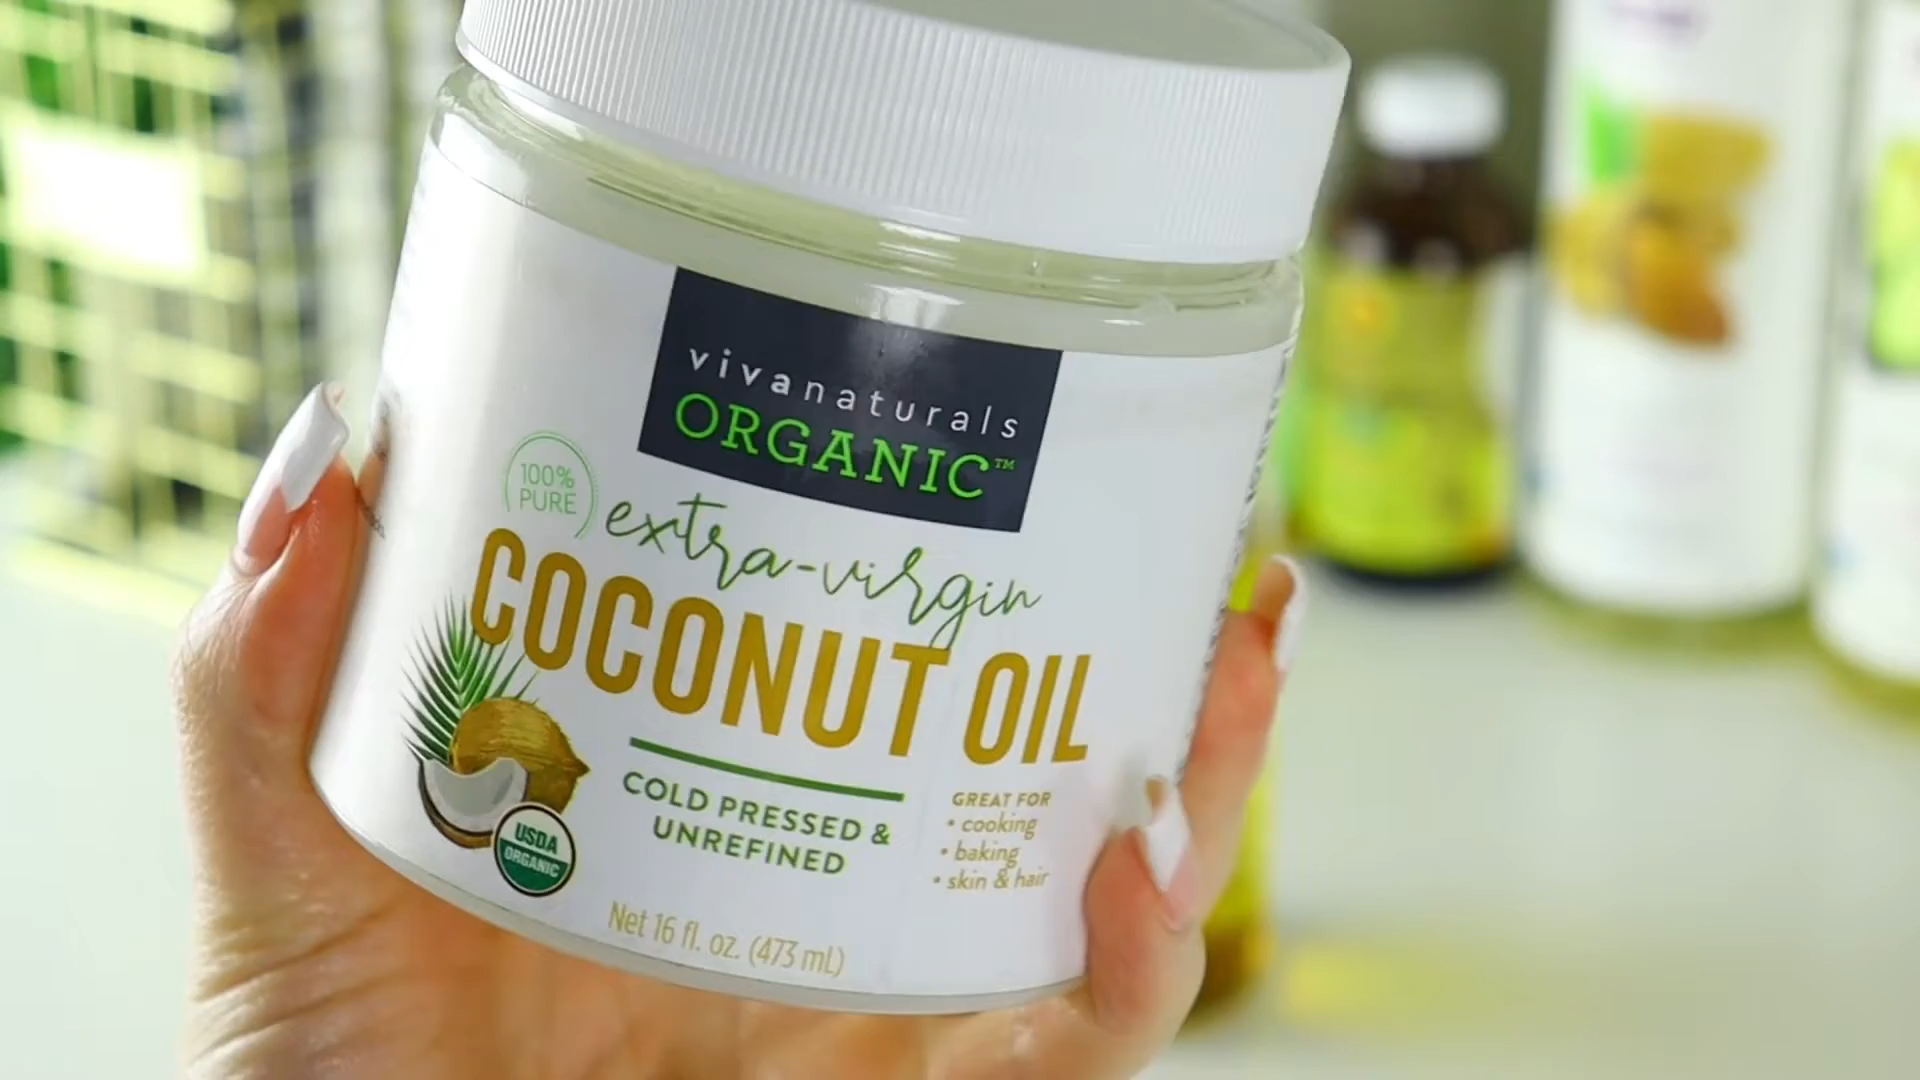 vivanaturals
ORGANIC™
100%
PURE
extra-virgin
COCONUT OIL
COLD PRESSED &
UNREFINED
GREAT FOR
• cooking
• baking
• skin & hair
USDA
ORGANIC
Net 16 fl. oz. (473 mL)